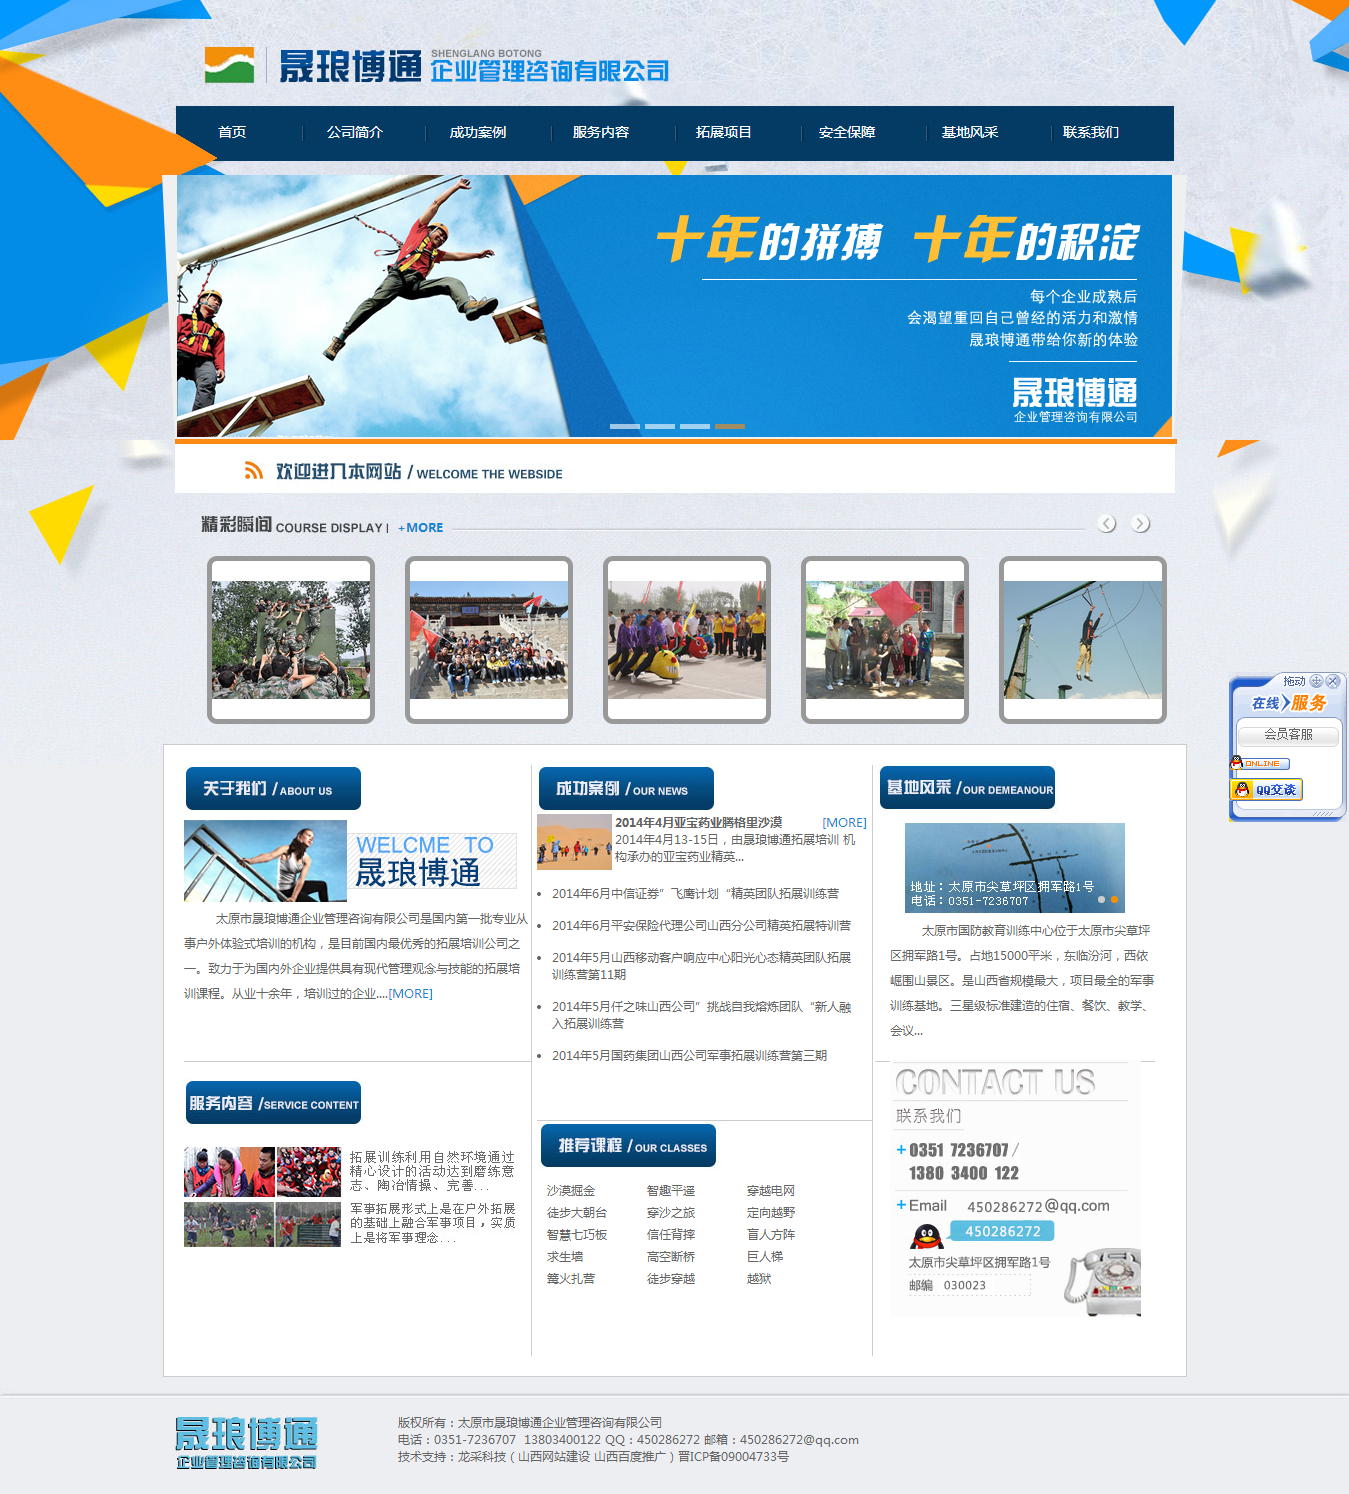 SHENGLANG BOTONG
晟琅博通 企业管理咨询有限公司
首页 公司简介 成功案例 服务内容 拓展项目 安全保障 基地风采 联系我们
十年的拼搏 十年的积淀
每个企业成熟后
会渴望重回自己曾经的活力和激情
晟琅博通带给你新的体验
晟琅博通
企业管理咨询有限公司
欢迎进入本网站 / WELCOME THE WEBSIDE
精彩瞬间 COURSE DISPLAY | +MORE
拖动
在线服务
会员客服
ONLINE
QQ交谈
关于我们 / ABOUT US
WELCME TO
晟琅博通
太原市晟琅博通企业管理咨询有限公司是国内第一批专业从
事户外体验式培训的机构，是目前国内最优秀的拓展培训公司之
一。致力于为国内外企业提供具有现代管理观念与技能的拓展培
训课程。从业十余年，培训过的企业....[MORE]
成功案例 / OUR NEWS
2014年4月亚宝药业腾格里沙漠 [MORE]
2014年4月13-15日，由晟琅博通拓展培训 机
构承办的亚宝药业精英...
2014年6月中信证券”飞鹰计划“精英团队拓展训练营
2014年6月平安保险代理公司山西分公司精英拓展特训营
2014年5月山西移动客户响应中心阳光心态精英团队拓展
训练营第11期
2014年5月仟之味山西公司”挑战自我熔炼团队“新人融
入拓展训练营
2014年5月国药集团山西公司军事拓展训练营第三期
基地风采 / OUR DEMEANOUR
地址：太原市尖草坪区拥军路1号
电话：0351-7236707
太原市国防教育训练中心位于太原市尖草坪
区拥军路1号。占地15000平米，东临汾河，西依
崛围山景区。是山西省规模最大，项目最全的军事
训练基地。三星级标准建造的住宿、餐饮、教学、
会议...
服务内容 / SERVICE CONTENT
拓展训练利用自然环境通过
精心设计的活动达到磨练意
志、陶冶情操、完善...
军事拓展形式上是在户外拓展
的基础上融合军事项目，实质
上是将军事理念...
推荐课程 / OUR CLASSES
沙漠掘金 智趣平遥 穿越电网
徒步大朝台 穿沙之旅 定向越野
智慧七巧板 信任背摔 盲人方阵
求生墙 高空断桥 巨人梯
篝火扎营 徒步穿越 越狱
CONTACT US
联系我们
+0351 7236707 /
1380 3400 122
+Email 450286272@qq.com
450286272
太原市尖草坪区拥军路1号
邮编 030023
晟琅博通
企业管理咨询有限公司
版权所有：太原市晟琅博通企业管理咨询有限公司
电话：0351-7236707 13803400122 QQ：450286272 邮箱：450286272@qq.com
技术支持：龙采科技（山西网站建设 山西百度推广）晋ICP备09004733号